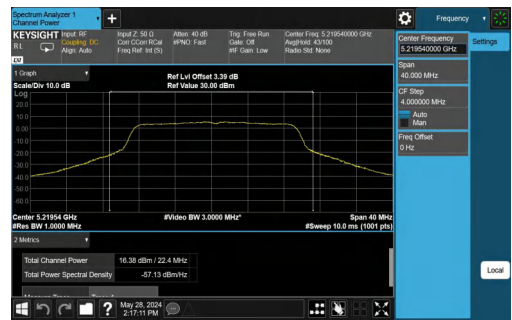 Spectrum Analyzer 1
Channel Power
+
Frequency
KEYSIGHT
RL
Input: RF
Coupling: DC
Align: Auto
Input Z: 50 Ω
Corr CCorr RCal
Freq Ref: Int (S)
Atten: 40 dB
#PNO: Fast
Trig: Free Run
Gate: Off
#IF Gain: Low
Center Freq: 5.219540000 GHz
Avg|Hold: 43/100
Radio Std: None
Center Frequency
5.219540000 GHz
Settings
Span
40.000 MHz
CF Step
4.000000 MHz
Auto
Man
Freq Offset
0 Hz
1 Graph
Scale/Div 10.0 dB
Ref Lvl Offset 3.39 dB
Ref Value 30.00 dBm
Log
20.0
10.0
0.00
-10.0
-20.0
-30.0
-40.0
-50.0
-60.0
Center 5.21954 GHz
#Video BW 3.0000 MHz*
Span 40 MHz
#Res BW 1.0000 MHz
#Sweep 10.0 ms (1001 pts)
2 Metrics
Total Channel Power
16.38 dBm / 22.4 MHz
Total Power Spectral Density
-57.13 dBm/Hz
Local
?
May 28, 2024
2:17:11 PM